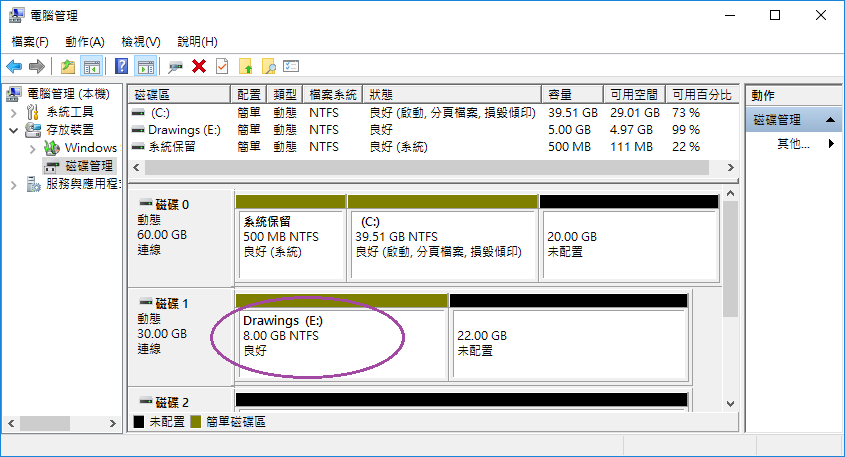 電腦管理
檔案(F) 動作(A) 檢視(V) 說明(H)
電腦管理 (本機)
系統工具
存放裝置
Windows
磁碟管理
服務與應用程式
磁碟區 配置 類型 檔案系統 狀態 容量 可用空間 可用百分比
(C:) 簡單 動態 NTFS 良好 (啟動, 分頁檔案, 損毀傾印) 39.51 GB 29.01 GB 73 %
Drawings (E:) 簡單 動態 NTFS 良好 5.00 GB 4.97 GB 99 %
系統保留 簡單 動態 NTFS 良好 (系統) 500 MB 111 MB 22 %
磁碟 0
動態
60.00 GB
連線
系統保留
500 MB NTFS
良好 (系統)
(C:)
39.51 GB NTFS
良好 (啟動, 分頁檔案, 損毀傾印)
20.00 GB
未配置
磁碟 1
動態
30.00 GB
連線
Drawings (E:)
8.00 GB NTFS
良好
22.00 GB
未配置
磁碟 2
未配置 簡單磁碟區
動作
磁碟管理
其他...